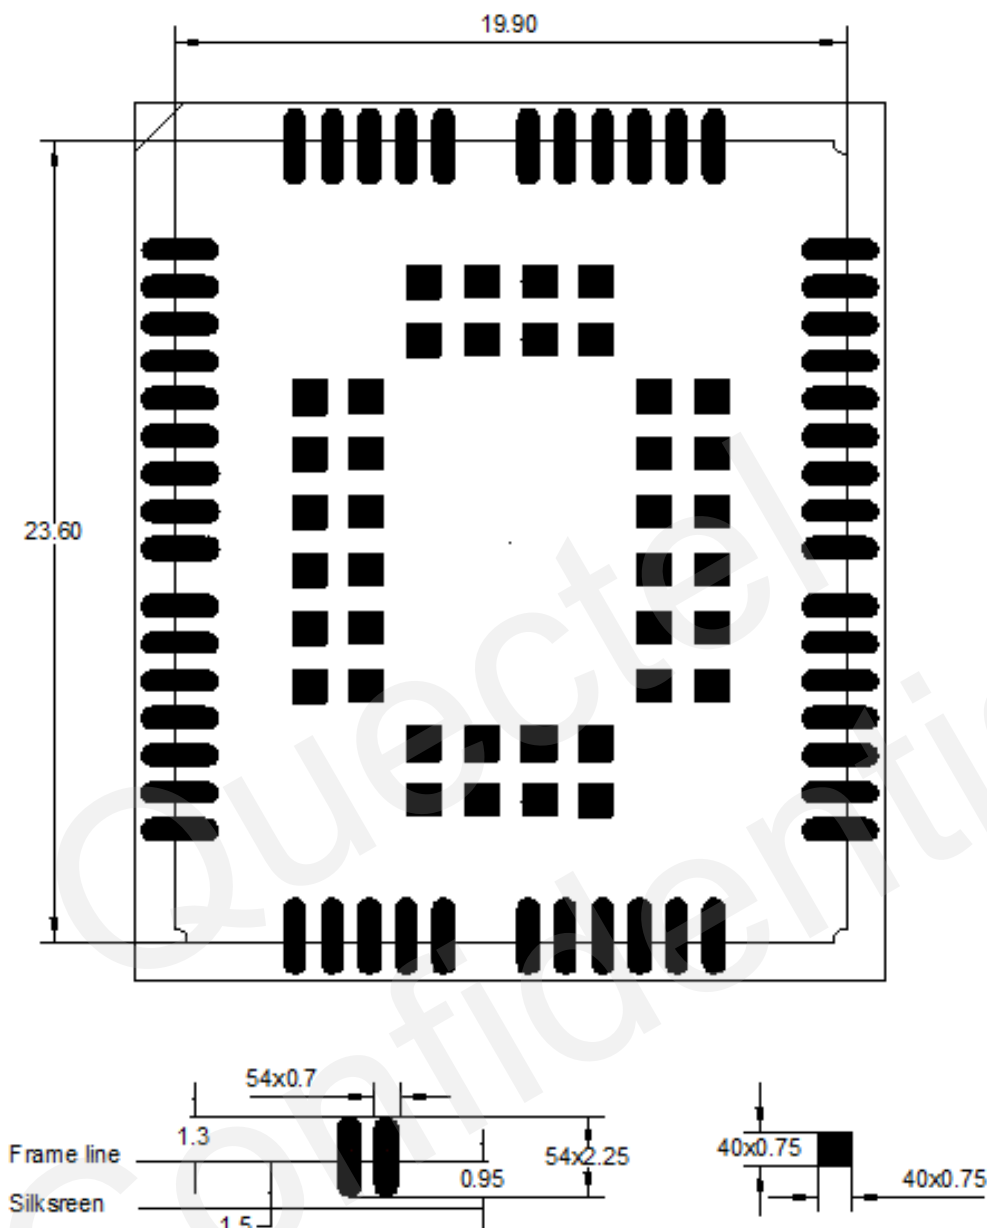 19.90
23.60
Quectel
Confidenti
54x0.7
1.3
Frame line
54x2.25
0.95
Silksreen
1.5
40x0.75
40x0.75